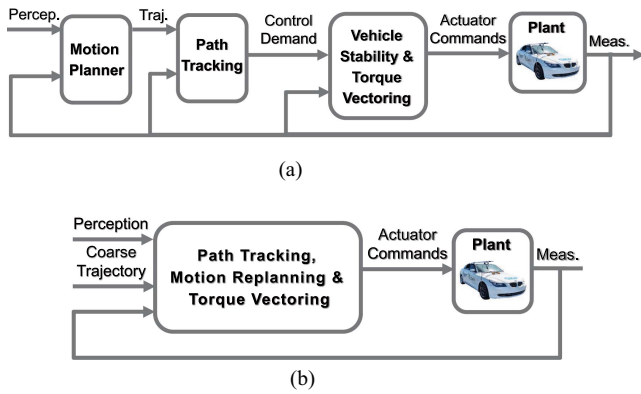 Percep.
Motion
Planner
Traj.
Path
Tracking
Control
Demand
Vehicle
Stability &
Torque
Vectoring
Actuator
Commands
Plant
Meas.
(a)
Perception
Coarse
Trajectory
Path Tracking,
Motion Replanning &
Torque Vectoring
Actuator
Commands
Plant
Meas.
(b)